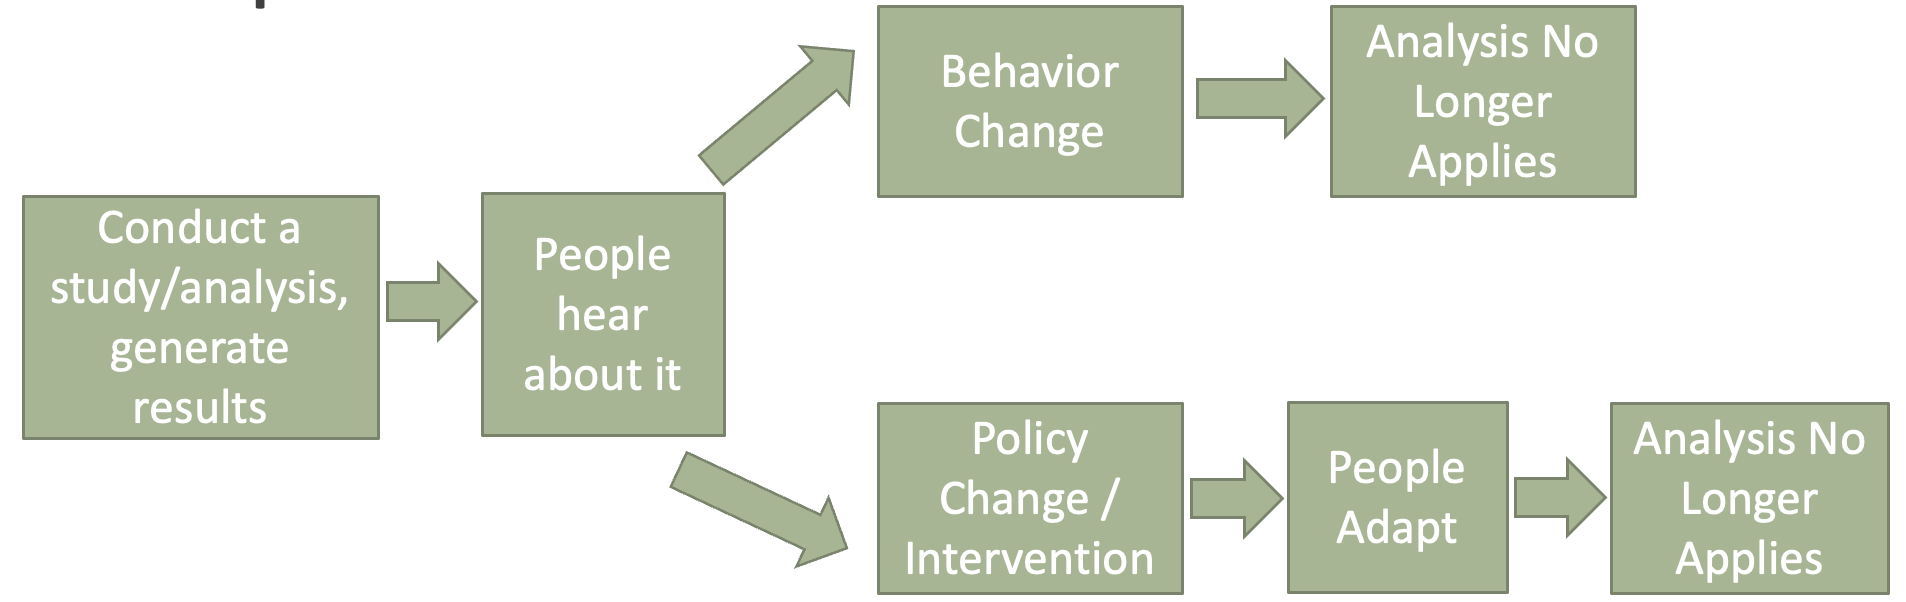 Conduct a
study/analysis,
generate
results
People
hear
about it
Behavior
Change
Analysis No
Longer
Applies
Policy
Change /
Intervention
People
Adapt
Analysis No
Longer
Applies